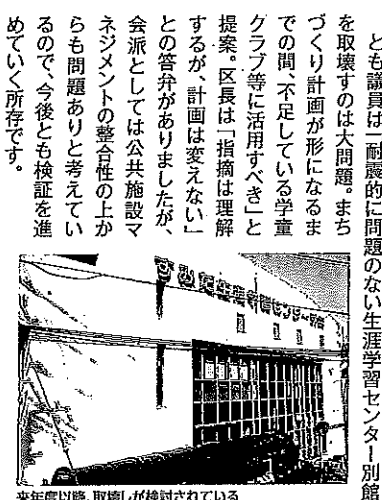 とも議員は「耐震的に問題のない生涯学習センター別館
を取壊すのは大問題。まち
づくり計画が形になるま
での間、不足している学童
クラブ等に活用すべき」と
提案。区長は「指摘は理解
するが、計画は変えない」
との答弁がありましたが、
会派としては公共施設マ
ネジメントの整合性の上か
らも問題ありと考えてい
るので、今後とも検証を進
めていく所存です。
来年度以降、取壊しが検討されている